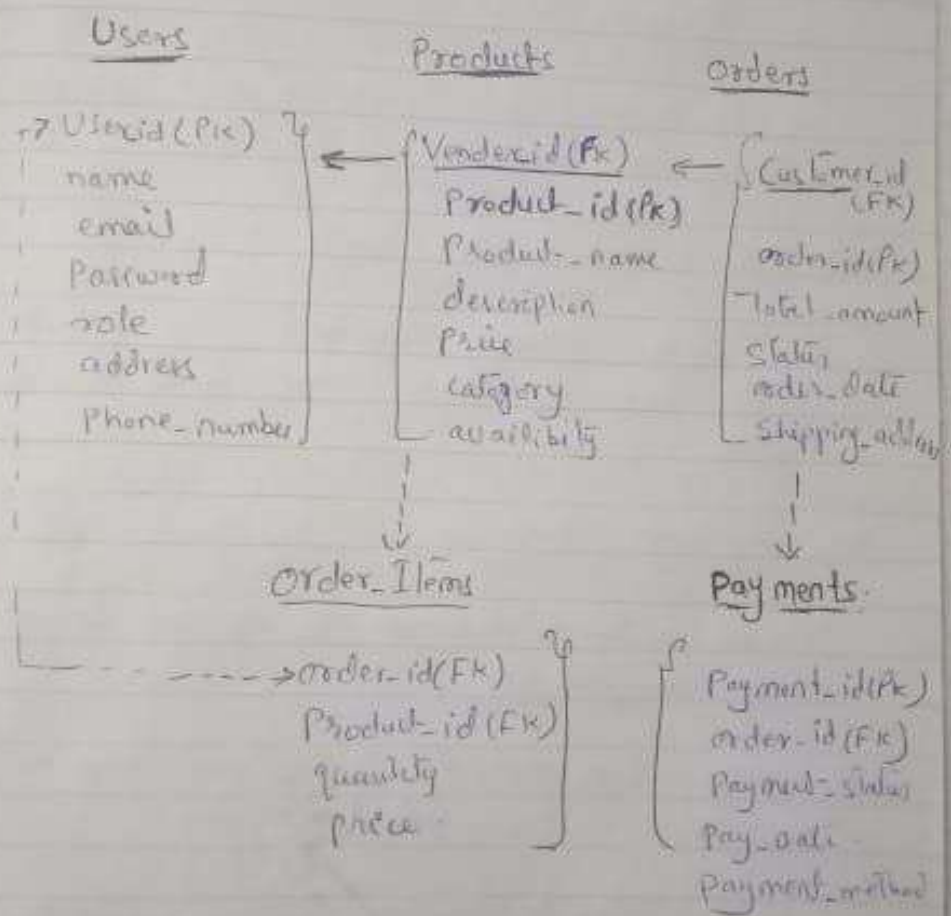 Users
Userid (PK)
name
email
Password
role
address
Phone_number
Products
Vender_id (FK)
Product_id (PK)
Product_name
description
Price
category
availibity
Orders
Customer_id
(FK)
order_id (PK)
Total_amount
Status
order_Date
Shipping_address
Order_Items
order_id (FK)
Product_id (FK)
quantity
price
Payments.
Payment_id (PK)
order_id (FK)
Payment_status
Pay_date
Payment_method